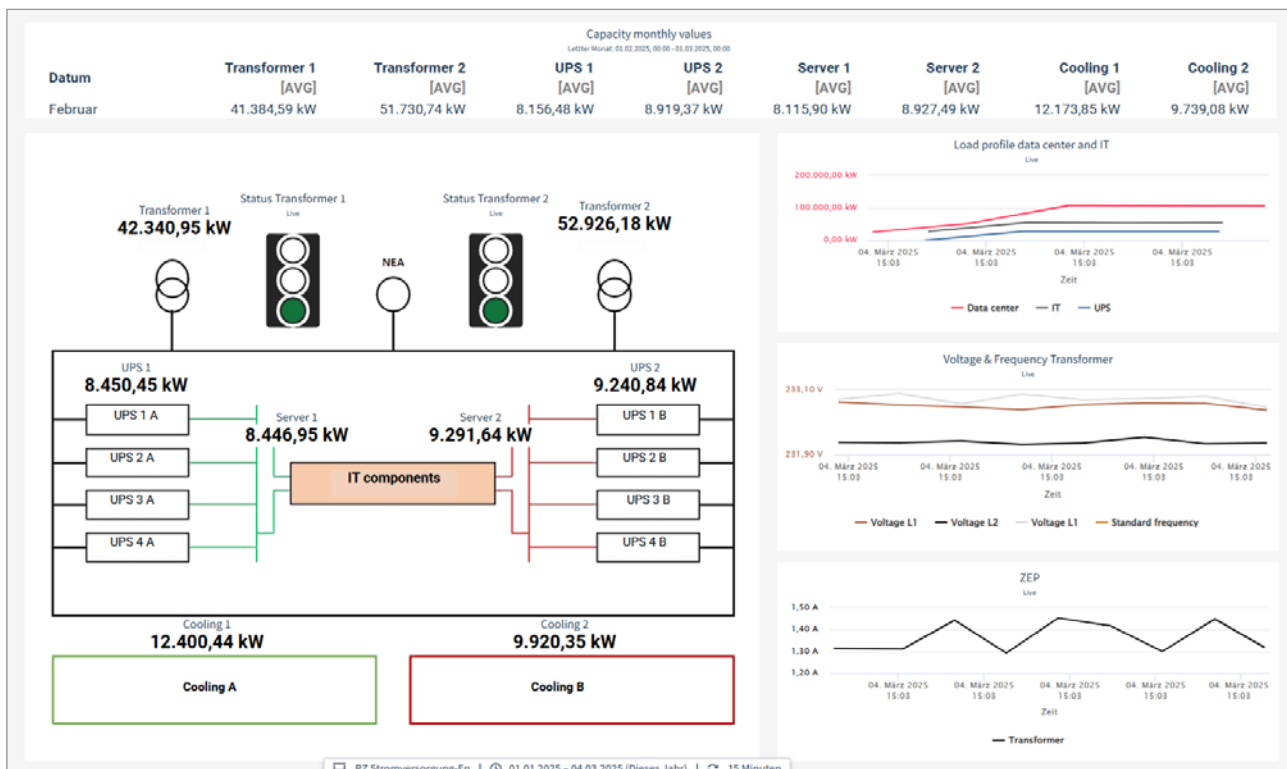 Capacity monthly values
Letzter Monat: 01.02.2025, 00:00 - 01.03.2025, 00:00
Datum Transformer 1 Transformer 2 UPS 1 UPS 2 Server 1 Server 2 Cooling 1 Cooling 2
[AVG] [AVG] [AVG] [AVG] [AVG] [AVG] [AVG] [AVG]
Februar 41.384,59 kW 51.730,74 kW 8.156,48 kW 8.919,37 kW 8.115,90 kW 8.927,49 kW 12.173,85 kW 9.739,08 kW
Status Transformer 1 Status Transformer 2
Live Live
Transformer 1 Transformer 2
42.340,95 kW 52.926,18 kW
NEA
UPS 1 UPS 2
8.450,45 kW 9.240,84 kW
UPS 1 A UPS 1 B
Server 1 Server 2
8.446,95 kW 9.291,64 kW
UPS 2 A UPS 2 B
IT components
UPS 3 A UPS 3 B
UPS 4 A UPS 4 B
Cooling 1 Cooling 2
12.400,44 kW 9.920,35 kW
Cooling A Cooling B
Load profile data center and IT
Live
200.000,00 kW
100.000,00 kW
0,00 kW
04. März 2025 04. März 2025 04. März 2025 04. März 2025
15:03 15:03 15:03 15:03
Zeit
Data center IT UPS
Voltage & Frequency Transformer
Live
233,10 V
231,90 V
04. März 2025 04. März 2025 04. März 2025 04. März 2025 04. März 2025
15:03 15:03 15:03 15:03 15:03
Zeit
Voltage L1 Voltage L2 Voltage L1 Standard frequency
ZEP
Live
1,50 A
1,40 A
1,30 A
1,20 A
04. März 2025 04. März 2025 04. März 2025 04. März 2025 04. März 2025
15:03 15:03 15:03 15:03 15:03
Zeit
Transformer
RZ Stromversorgung-En | 01.01.2025 – 04.03.2025 (Dieses Jahr) | 15 Minuten